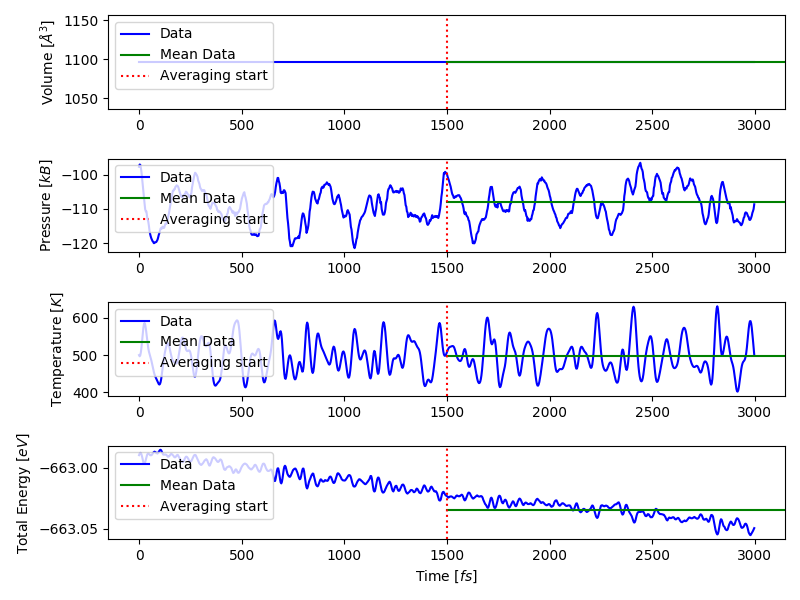 Volume [Å³]
1150
1100
1050
Data
Mean Data
Averaging start
0 500 1000 1500 2000 2500 3000
Pressure [kB]
−100
−110
−120
Data
Mean Data
Averaging start
0 500 1000 1500 2000 2500 3000
Temperature [K]
600
500
400
Data
Mean Data
Averaging start
0 500 1000 1500 2000 2500 3000
Total Energy [eV]
−663.00
−663.05
Data
Mean Data
Averaging start
0 500 1000 1500 2000 2500 3000
Time [fs]